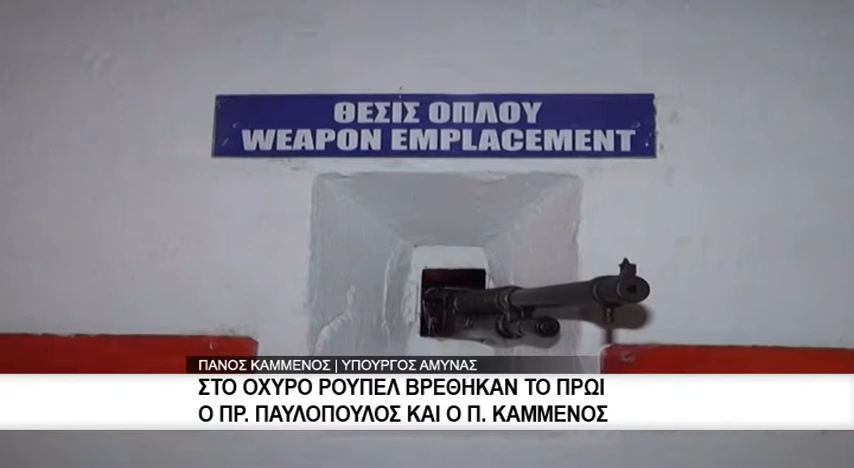 ΘΕΣΙΣ ΟΠΛΟΥ
WEAPON EMPLACEMENT
ΠΑΝΟΣ ΚΑΜΜΕΝΟΣ | ΥΠΟΥΡΓΟΣ ΑΜΥΝΑΣ
ΣΤΟ ΟΧΥΡΟ ΡΟΥΠΕΛ ΒΡΕΘΗΚΑΝ ΤΟ ΠΡΩΙ
Ο ΠΡ. ΠΑΥΛΟΠΟΥΛΟΣ ΚΑΙ Ο Π. ΚΑΜΜΕΝΟΣ